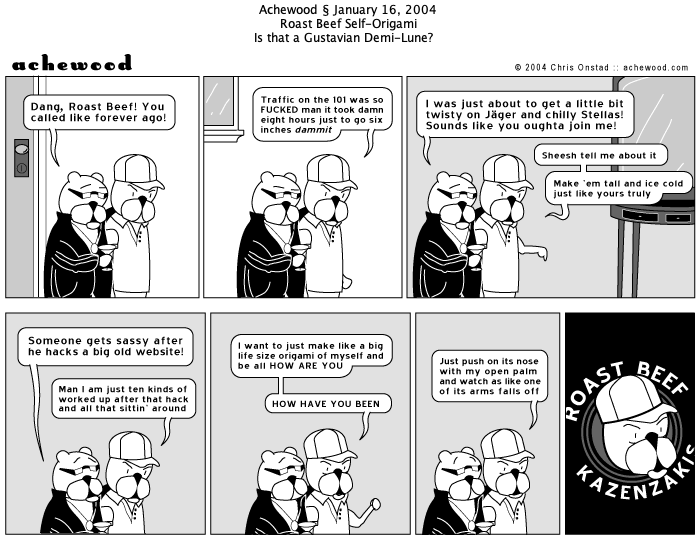 Achewood § January 16, 2004
Roast Beef Self-Origami
Is that a Gustavian Demi-Lune?
achewood
© 2004 Chris Onstad :: achewood.com
Dang, Roast Beef! You
called like forever ago!
Traffic on the 101 was so
FUCKED man it took damn
eight hours just to go six
inches dammit
I was just about to get a little bit
twisty on Jäger and chilly Stellas!
Sounds like you oughta join me!
Sheesh tell me about it
Make 'em tall and ice cold
just like yours truly
Someone gets sassy after
he hacks a big old website!
Man I am just ten kinds of
worked up after that hack
and all that sittin' around
I want to just make like a big
life size origami of myself and
be all HOW ARE YOU
HOW HAVE YOU BEEN
Just push on its nose
with my open palm
and watch as like one
of its arms falls off
ROAST BEEF
KAZENZAKIS